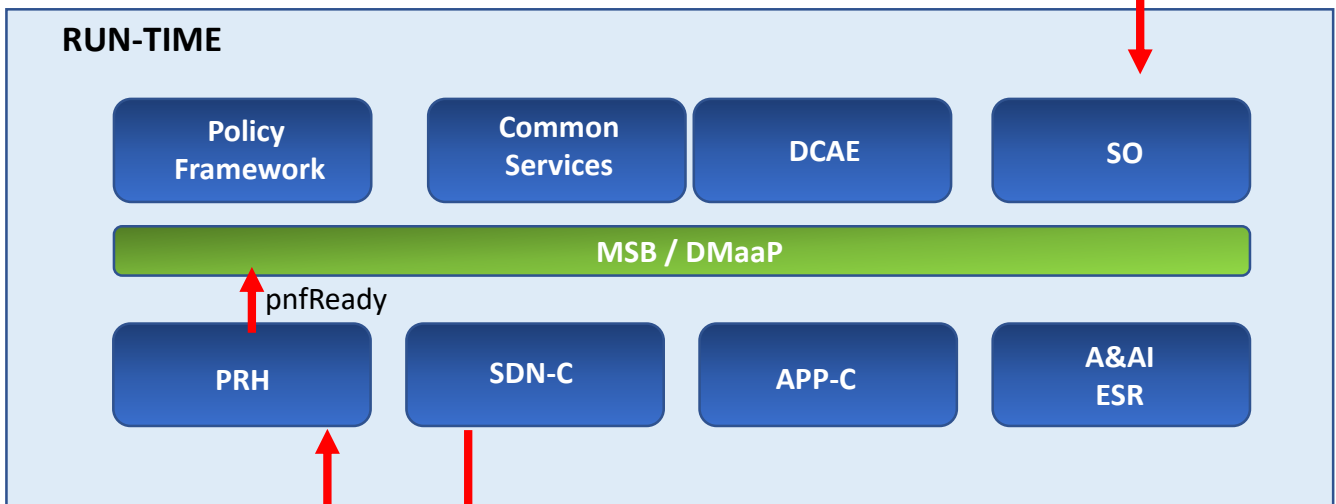 RUN-TIME
Policy
Framework
Common
Services
DCAE
SO
MSB / DMaaP
pnfReady
PRH
SDN-C
APP-C
A&AI
ESR